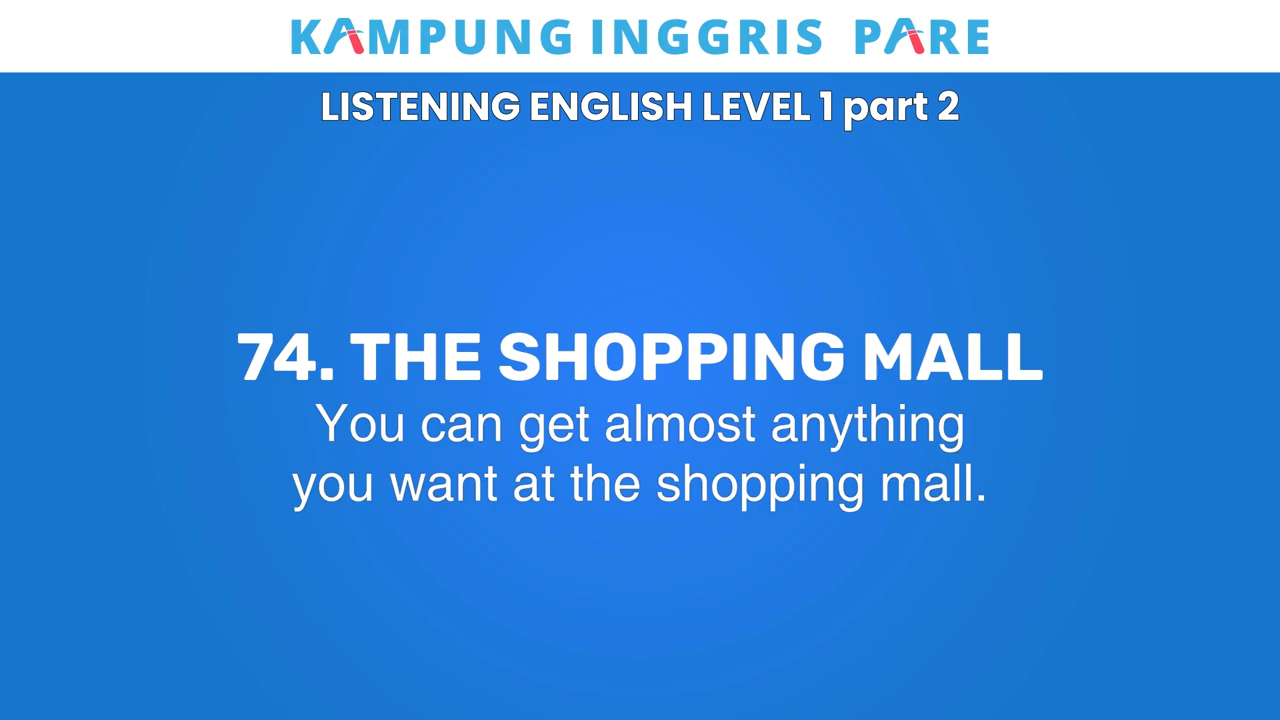 KAMPUNG INGGRIS PARE
LISTENING ENGLISH LEVEL 1 part 2
74. THE SHOPPING MALL
You can get almost anything
you want at the shopping mall.